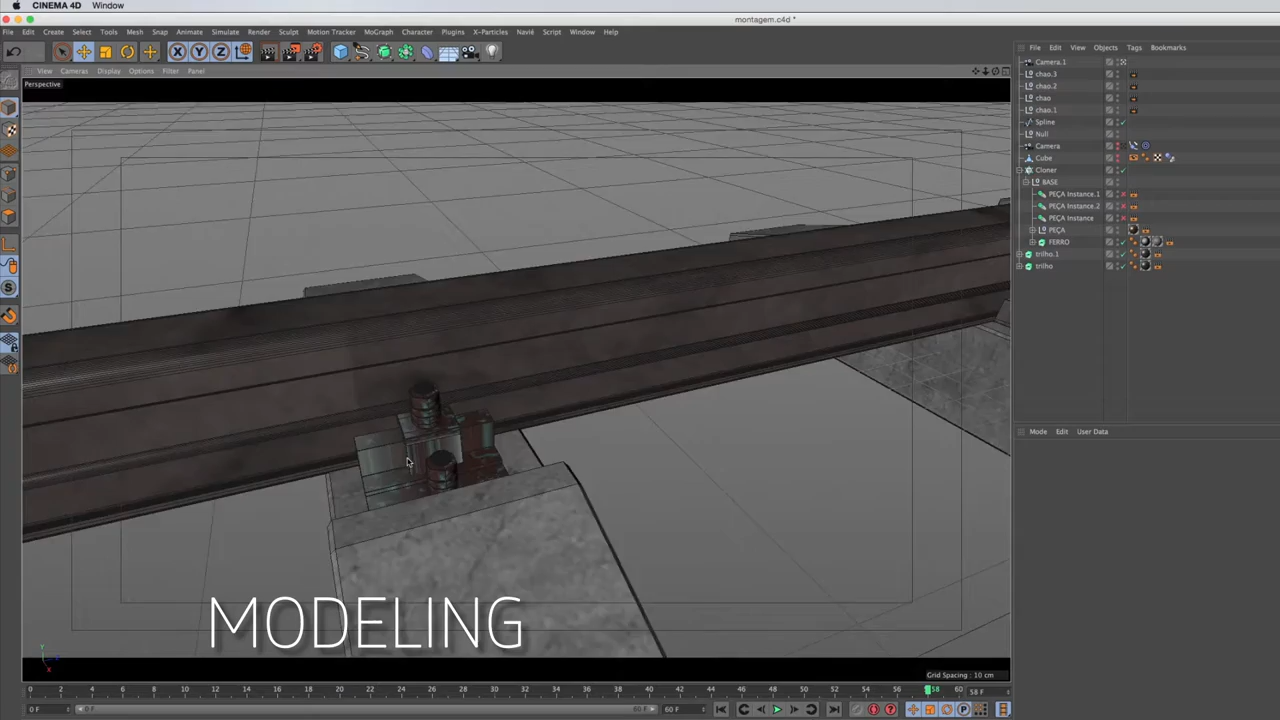 CINEMA 4D Window
montagem.c4d *
File Edit Create Select Tools Mesh Snap Animate Simulate Render Sculpt Motion Tracker MoGraph Character Plugins X-Particles Navié Script Window Help
View Cameras Display Options Filter Panel
Perspective
File Edit View Objects Tags Bookmarks
Camera.1
chao.3
chao.2
chao
chao.1
Spline
Null
Camera
Cube
Cloner
BASE
PEÇA Instance.1
PEÇA Instance.2
PEÇA Instance
PEÇA
FERRO
trilho.1
trilho
Mode Edit User Data
MODELING
Grid Spacing : 10 cm
0 2 4 6 8 10 12 14 16 18 20 22 24 26 28 30 32 34 36 38 40 42 44 46 48 50 52 54 56 58 60 58 F
0 F 0 F 60 F 60 F